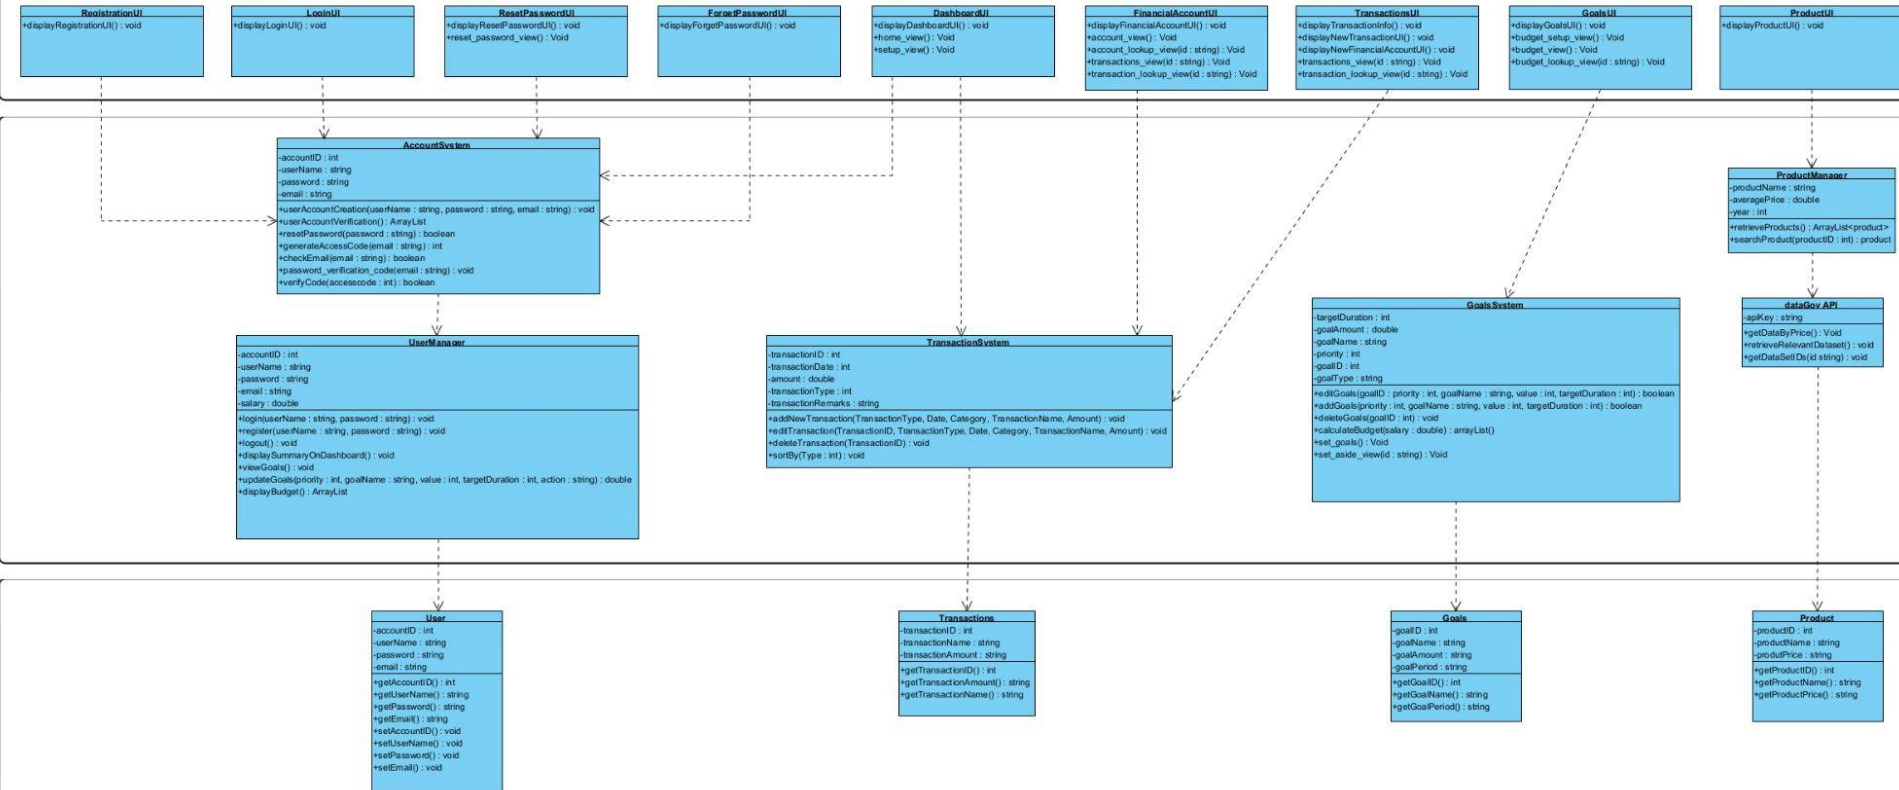 RegistrationUI
+displayRegistrationUI() : void
LoginUI
+displayLoginUI() : void
ResetPasswordUI
+displayResetPasswordUI() : void
+reset_password_view() : Void
ForgetPasswordUI
+displayForgetPasswordUI() : void
DashboardUI
+displayDashboardUI() : void
+home_view() : Void
+setup_view() : Void
FinancialAccountUI
+displayFinancialAccountUI() : void
+account_view() : Void
+account_lookup_view(id : string) : Void
+transactions_view(id : string) : Void
+transaction_lookup_view(id : string) : Void
TransactionsUI
+displayTransactionInfo() : void
+displayNewTransactionUI() : void
+displayNewFinancialAccountUI() : void
+transactions_view(id : string) : Void
+transaction_lookup_view(id : string) : Void
GoalsUI
+displayGoalsUI() : void
+budget_setup_view() : Void
+budget_view() : Void
+budget_lookup_view(id : string) : Void
ProductUI
+displayProductUI() : void
AccountSystem
-accountID : int
-userName : string
-password : string
-email : string
+userAccountCreation(userName : string, password : string, email : string) : void
+userAccountVerification() : ArrayList
+resetPassword(password : string) : boolean
+generateAccessCode(email : string) : int
+checkEmail(email : string) : boolean
+password_verification_code(email : string) : void
+verifyCode(accesscode : int) : boolean
ProductManager
-productName : string
-averagePrice : double
-year : int
+retrieveProducts() : ArrayList<product>
+searchProduct(productID : int) : product
UserManager
-accountID : int
-userName : string
-password : string
-email : string
-salary : double
+login(userName : string, password : string) : void
+register(userName : string, password : string) : void
+logout() : void
+displaySummaryOnDashboard() : void
+viewGoals() : void
+updateGoals(priority : int, goalName : string, value : int, targetDuration : int, action : string) : double
+displayBudget() : ArrayList
TransactionSystem
-transactionID : int
-transactionDate : int
-amount : double
-transactionType : int
-transactionRemarks : string
+addNewTransaction(TransactionType, Date, Category, TransactionName, Amount) : void
+editTransaction(TransactionID, TransactionType, Date, Category, TransactionName, Amount) : void
+deleteTransaction(TransactionID) : void
+sortBy(Type : int) : void
GoalsSystem
-targetDuration : int
-goalAmount : double
-goalName : string
-priority : int
-goalID : int
-goalType : string
+editGoals(goalID : priority : int, goalName : string, value : int, targetDuration : int) : boolean
+addGoals(priority : int, goalName : string, value : int, targetDuration : int) : boolean
+deleteGoals(goalID : int) : void
+calculateBudget(salary : double) : arrayList()
+set_goals() : Void
+set_aside_view(id : string) : Void
dataGov API
-apiKey : string
+getDataByPrice() : Void
+retrieveRelevantDataset() : void
+getDataSetIDs(id string) : void
User
-accountID : int
-userName : string
-password : string
-email : string
+getAccountID() : int
+getUserName() : string
+getPassword() : string
+getEmail() : string
+setAccountID() : void
+setUserName() : void
+setPassword() : void
+setEmail() : void
Transactions
-transactionID : int
-transactionName : string
-transactionAmount : string
+getTransactionID() : int
+getTransactionAmount() : string
+getTransactionName() : string
Goals
-goalID : int
-goalName : string
-goalAmount : string
-goalPeriod : string
+getGoalID() : int
+getGoalName() : string
+getGoalPeriod() : string
Product
-productID : int
-productName : string
-produtPrice : string
+getProductID() : int
+getProductName() : string
+getProductPrice() : string